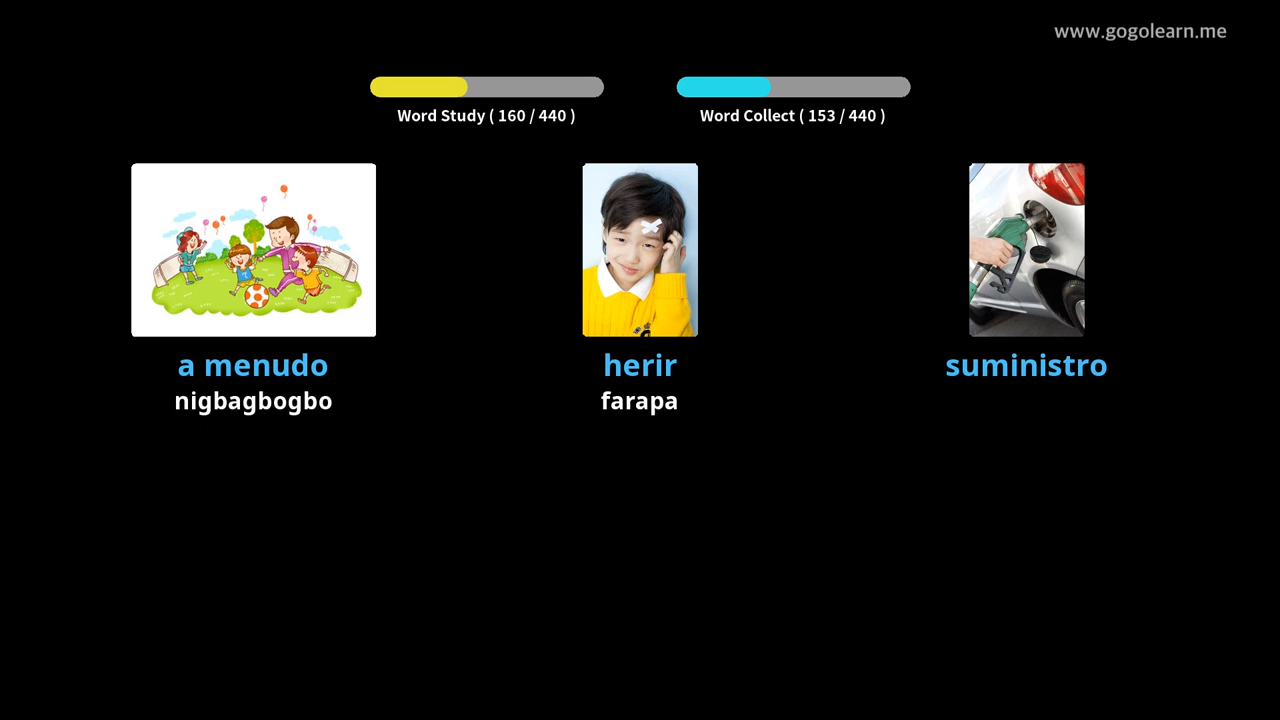 www.gogolearn.me
Word Study ( 160 / 440 )
Word Collect ( 153 / 440 )
a menudo
nigbagbogbo
herir
farapa
suministro